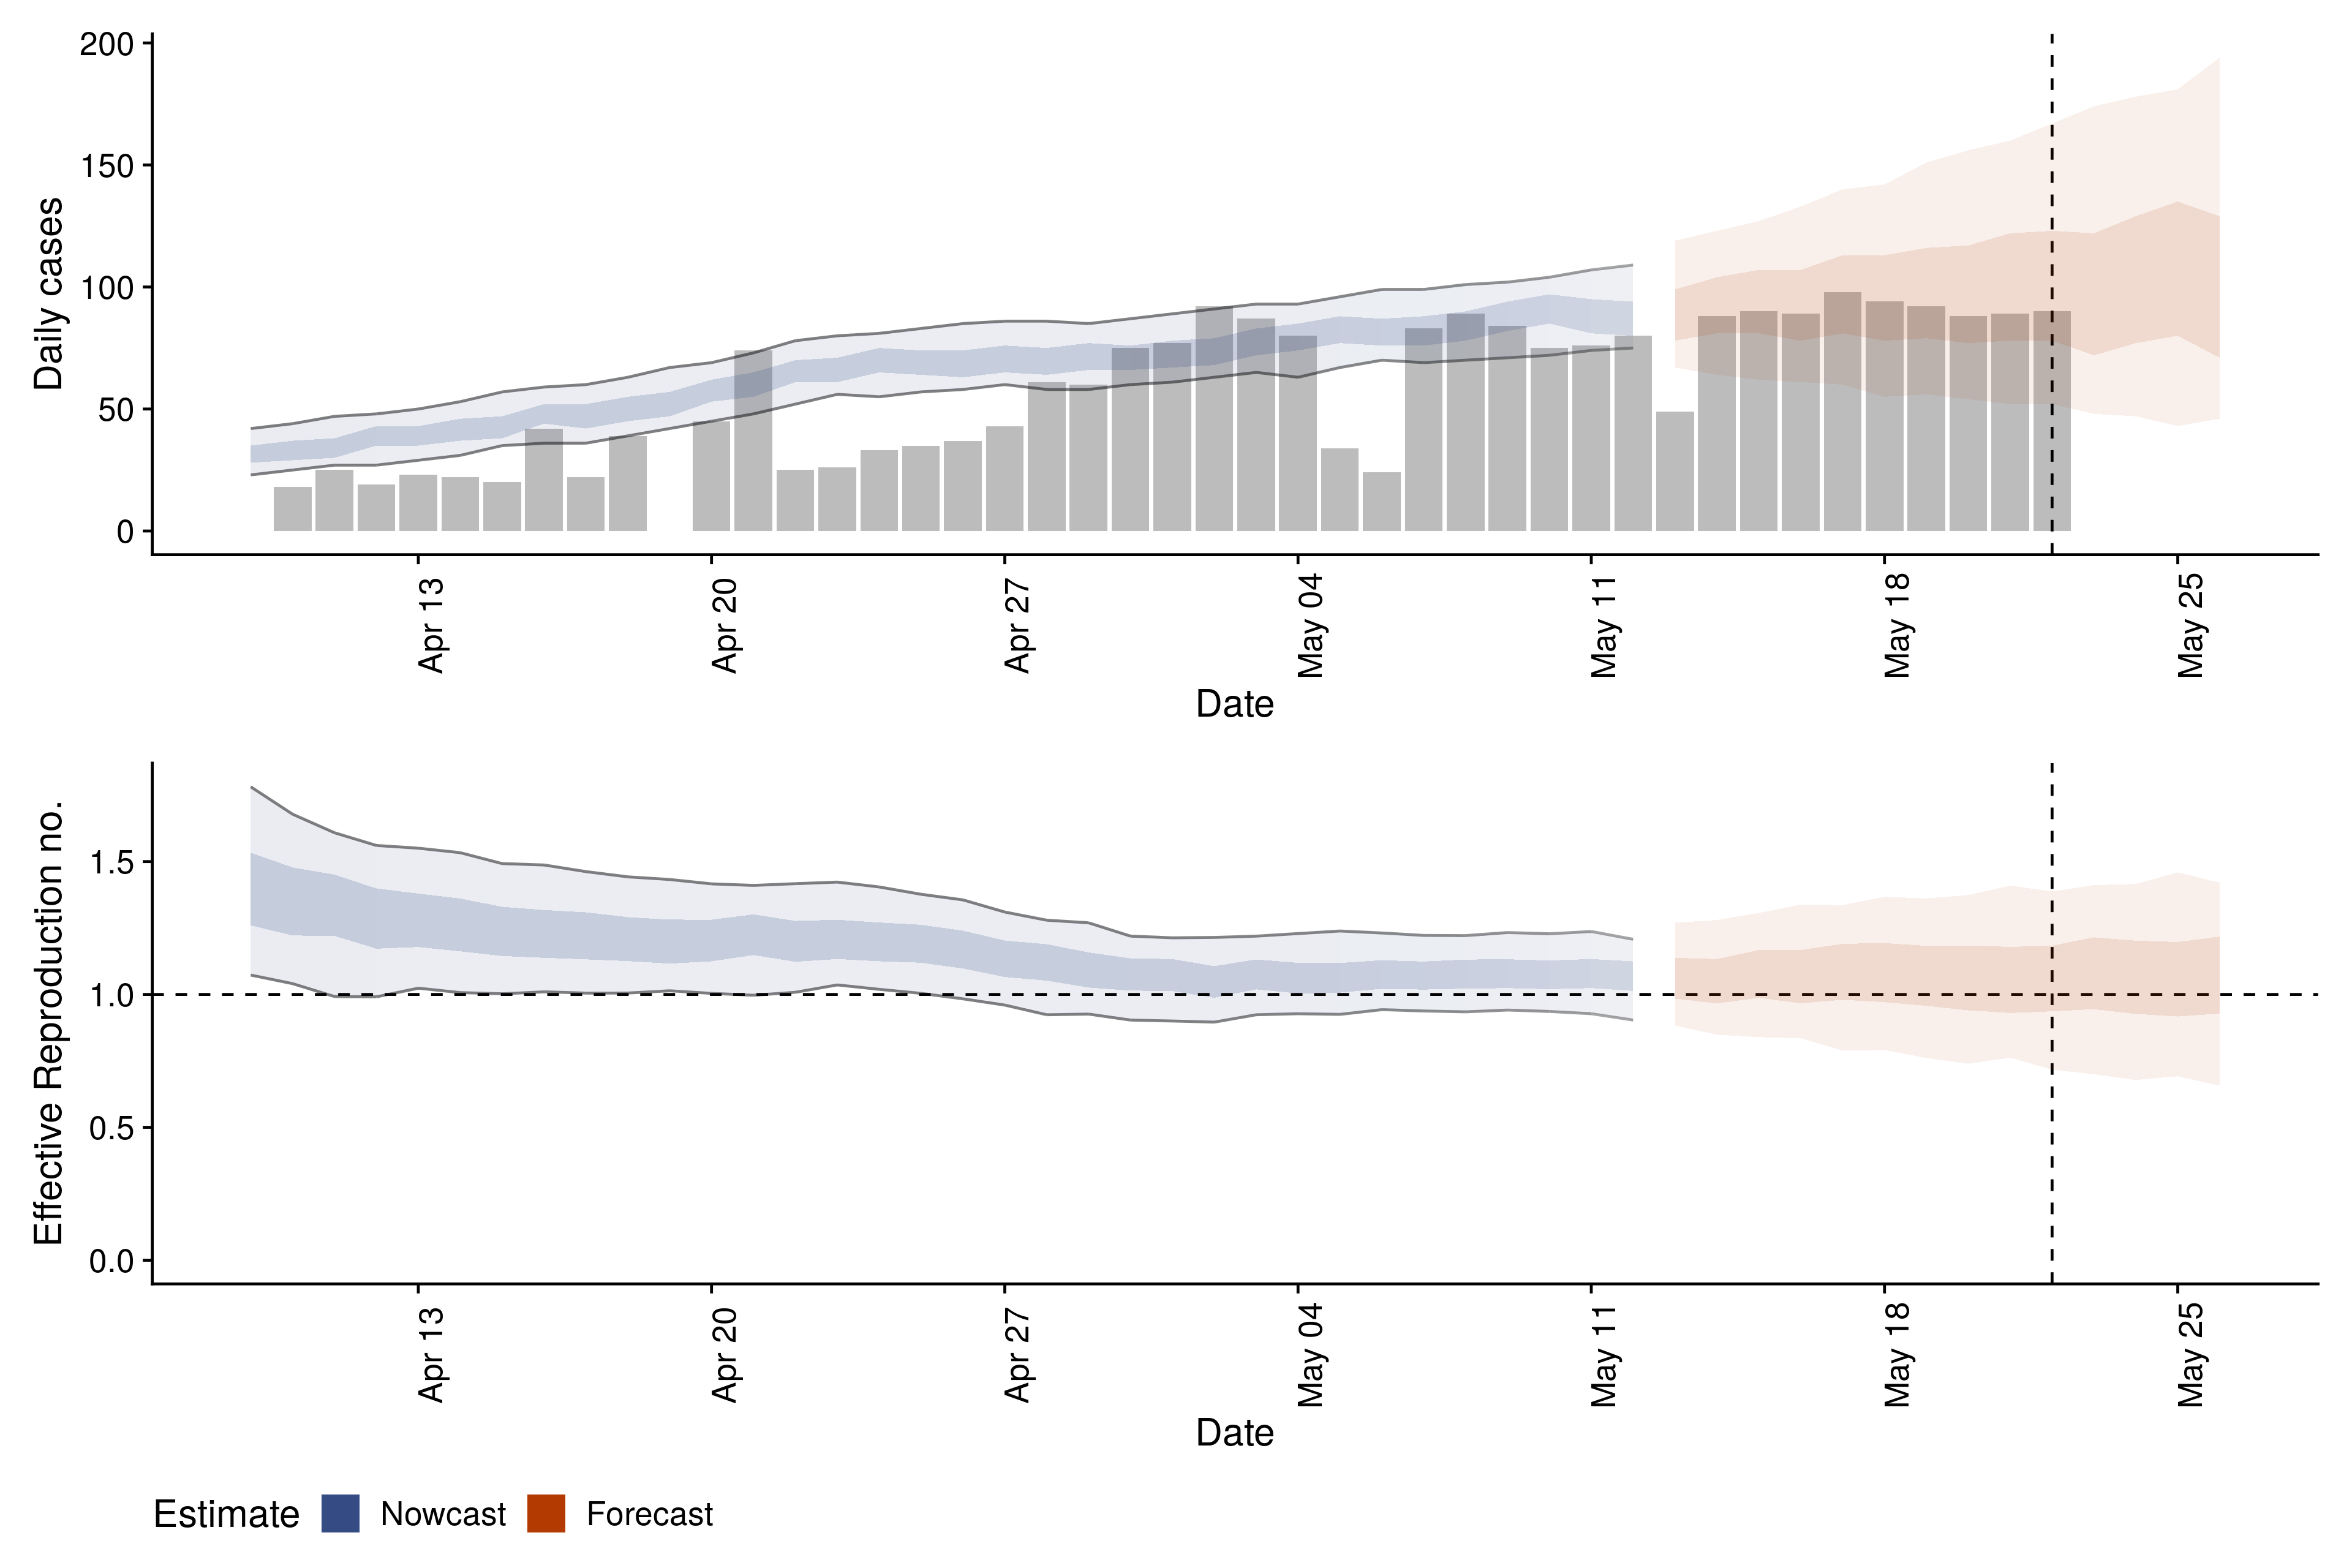 Daily cases
200
150
100
50
0
Apr 13
Apr 20
Apr 27
May 04
May 11
May 18
May 25
Date
Effective Reproduction no.
1.5
1.0
0.5
0.0
Apr 13
Apr 20
Apr 27
May 04
May 11
May 18
May 25
Date
Estimate Nowcast Forecast